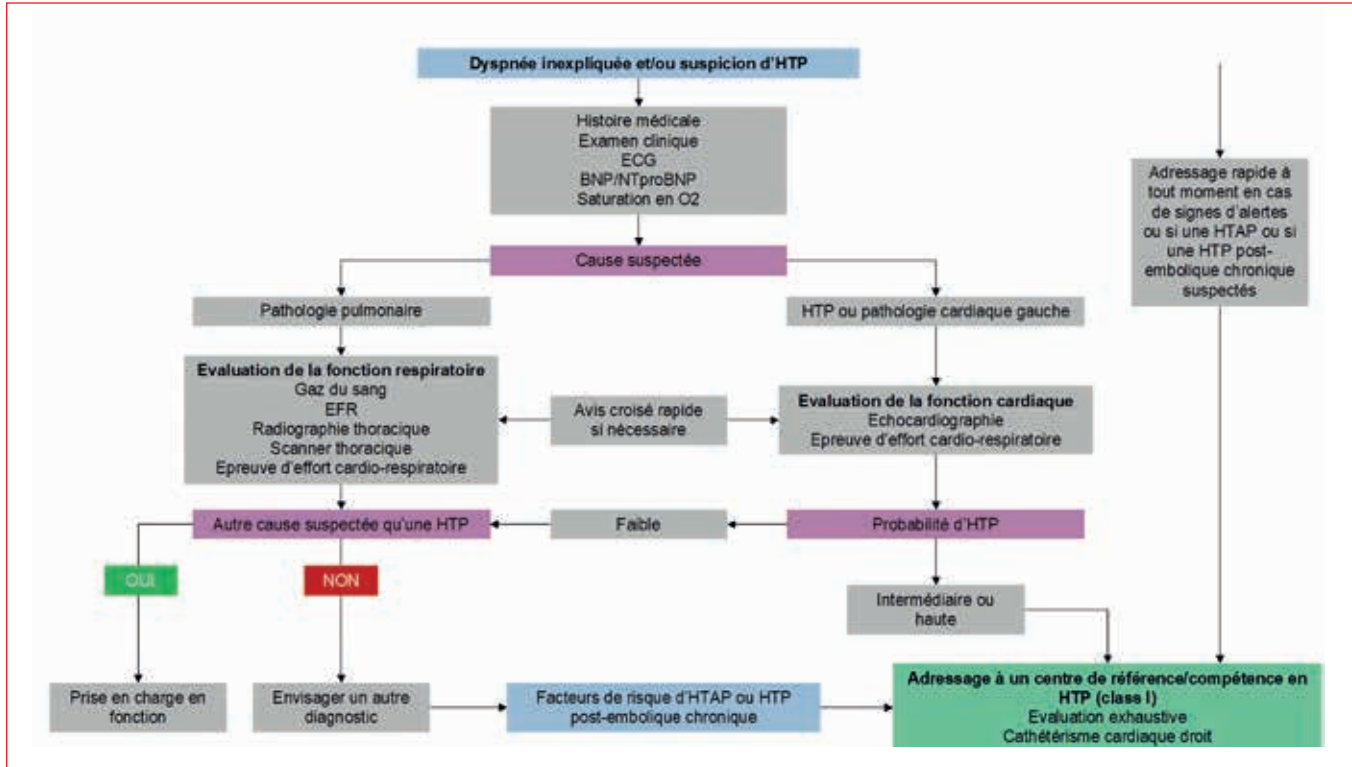 Dyspnée inexpliquée et/ou suspicion d'HTP
Histoire médicale
Examen clinique
ECG
BNP/NTproBNP
Saturation en O2
Adressage rapide à
tout moment en cas
de signes d'alertes
ou si une HTAP ou si
une HTP post-
embolique chronique
suspectés
Cause suspectée
Pathologie pulmonaire
HTP ou pathologie cardiaque gauche
Evaluation de la fonction respiratoire
Gaz du sang
EFR
Radiographie thoracique
Scanner thoracique
Epreuve d'effort cardio-respiratoire
Avis croisé rapide
si nécessaire
Evaluation de la fonction cardiaque
Echocardiographie
Epreuve d'effort cardio-respiratoire
Autre cause suspectée qu'une HTP
Faible
Probabilité d'HTP
OUI
NON
Intermédiaire ou
haute
Prise en charge en
fonction
Envisager un autre
diagnostic
Facteurs de risque d'HTAP ou HTP
post-embolique chronique
Adressage à un centre de référence/compétence en
HTP (class I)
Evaluation exhaustive
Cathétérisme cardiaque droit